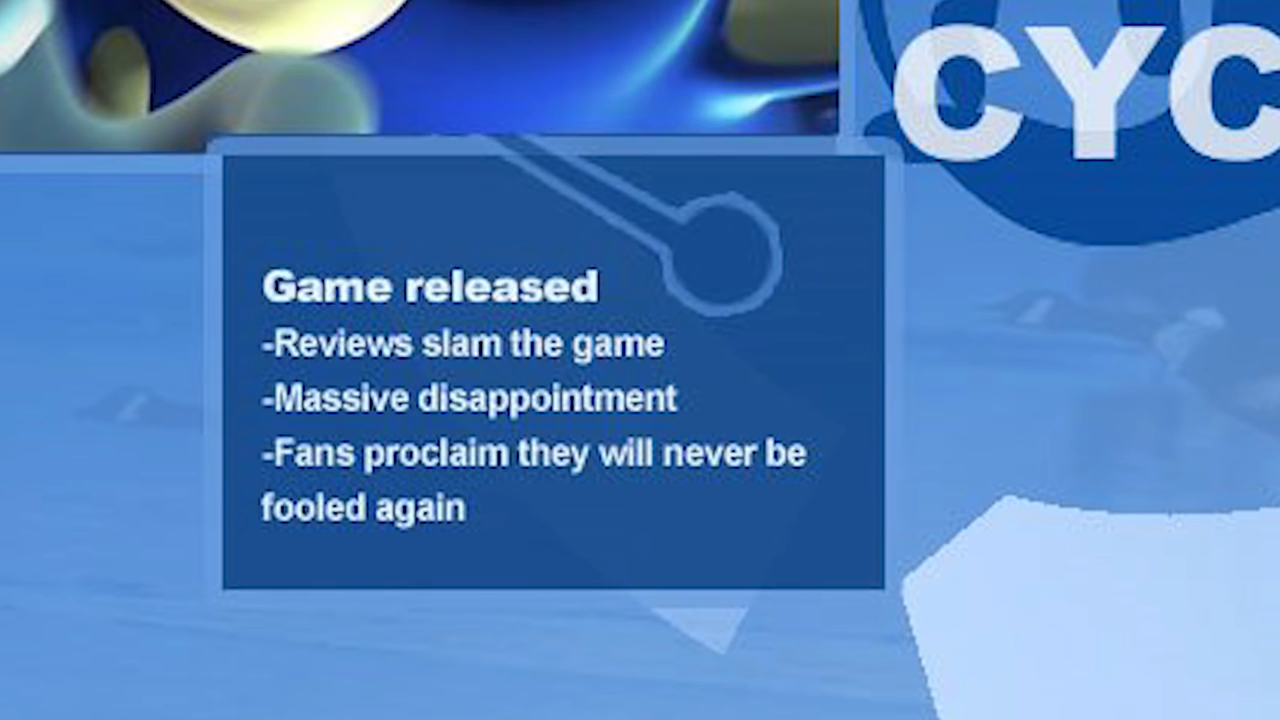 CYC
Game released
-Reviews slam the game
-Massive disappointment
-Fans proclaim they will never be
fooled again